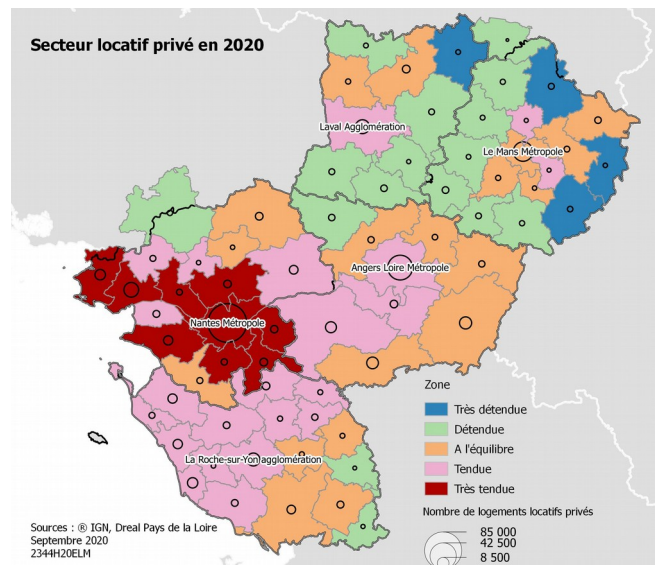 Secteur locatif privé en 2020
Laval Agglomération
Le Mans Métropole
Angers Loire Métropole
Nantes Métropole
La Roche-sur-Yon agglomération
Zone
Très détendue
Détendue
A l'équilibre
Tendue
Très tendue
Nombre de logements locatifs privés
85 000
42 500
8 500
Sources : ® IGN, Dreal Pays de la Loire
Septembre 2020
2344H20ELM